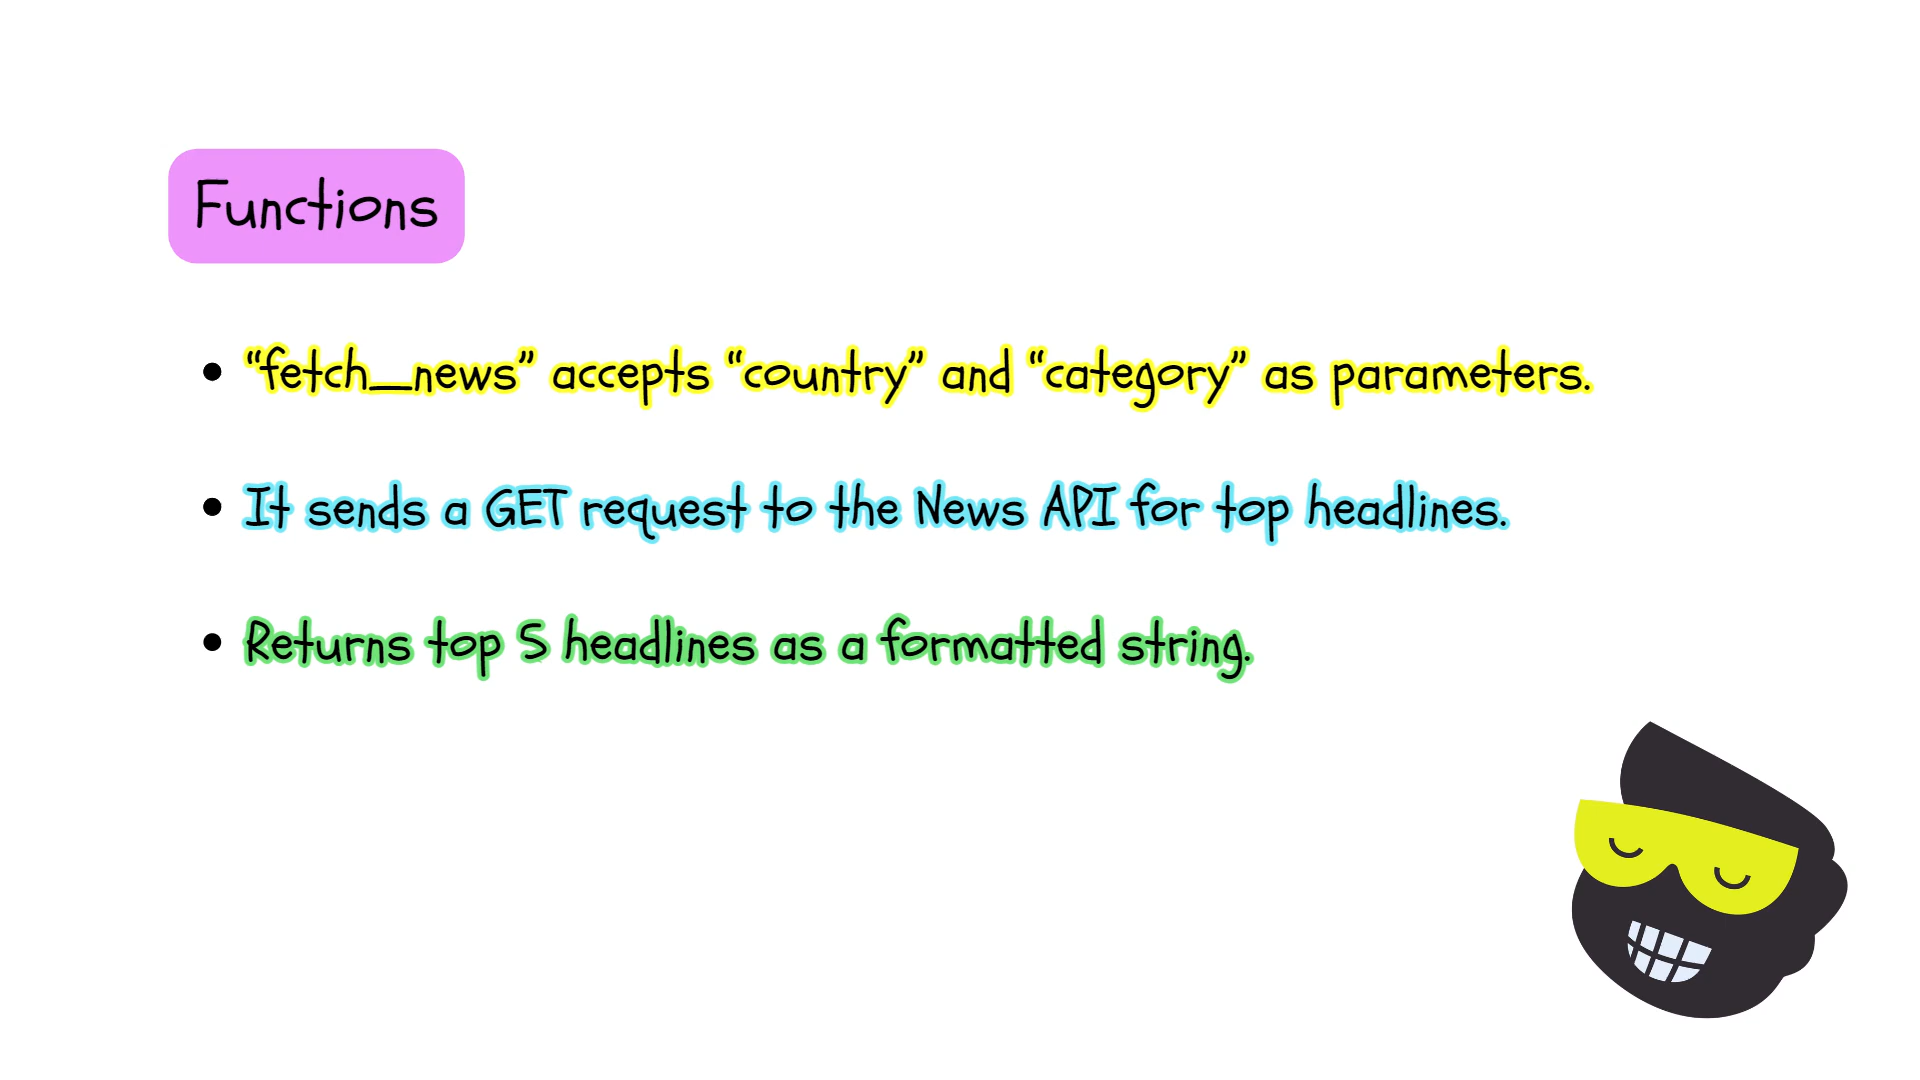 Functions
• “fetch_news” accepts “country” and “category” as parameters.
• It sends a GET request to the News API for top headlines.
• Returns top 5 headlines as a formatted string.